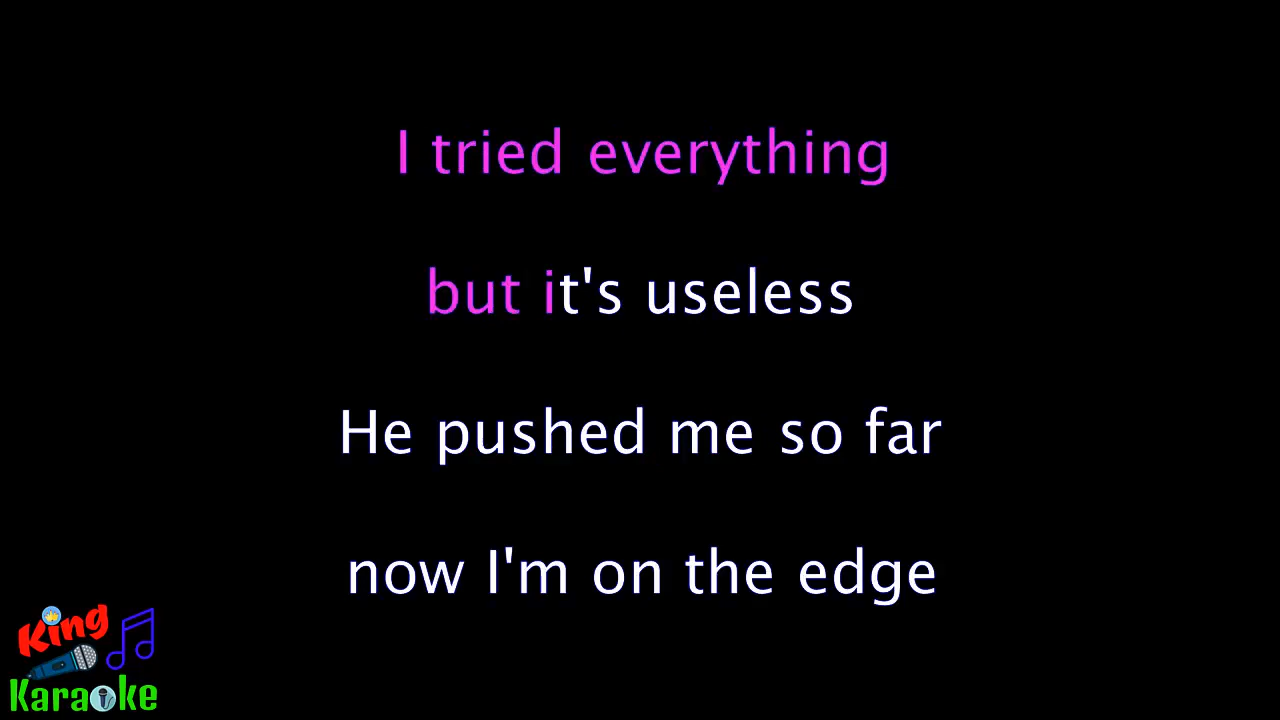 I tried everything
but it's useless
He pushed me so far
now I'm on the edge
King
Karaoke